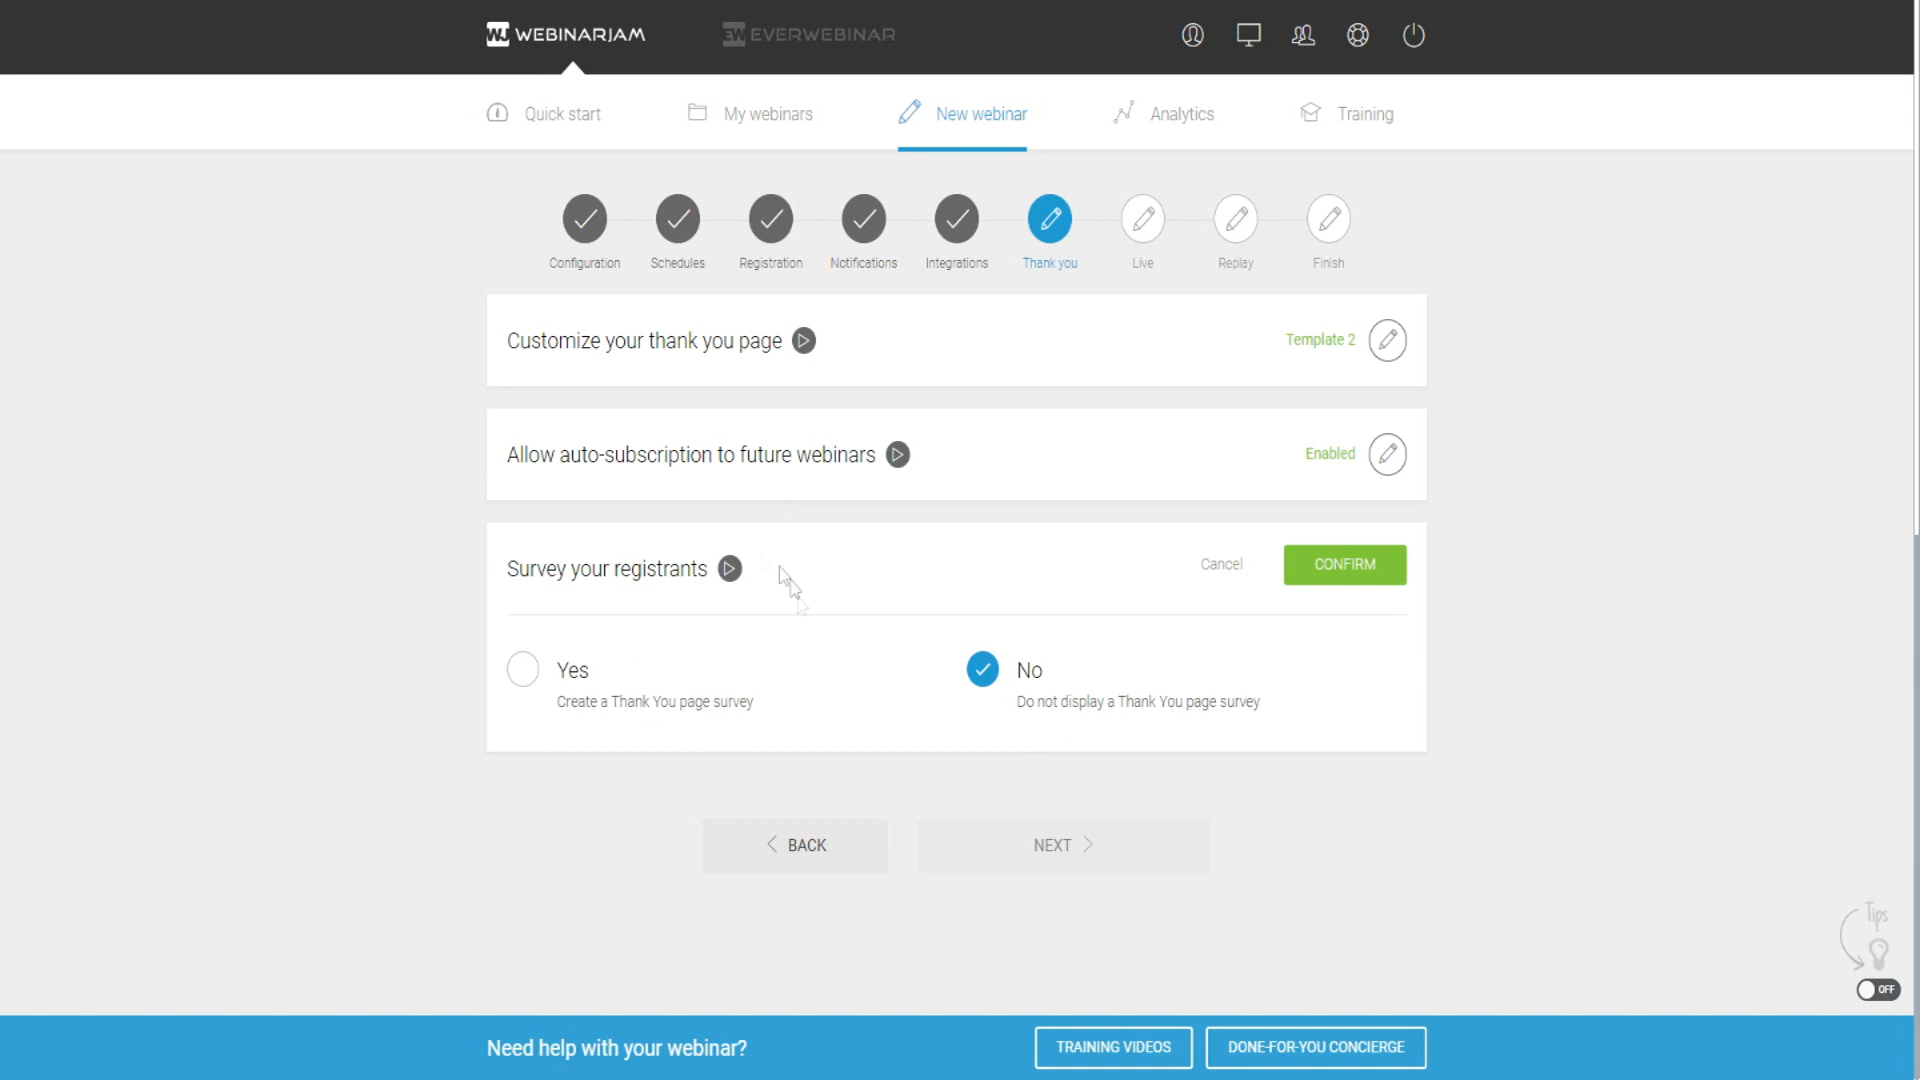 WJ WEBINARJAM
EW EVERWEBINAR
Quick start
My webinars
New webinar
Analytics
Training
Configuration
Schedules
Registration
Notifications
Integrations
Thank you
Live
Replay
Finish
Customize your thank you page
Template 2
Allow auto-subscription to future webinars
Enabled
Survey your registrants
Cancel
CONFIRM
Yes
Create a Thank You page survey
No
Do not display a Thank You page survey
BACK
NEXT
Tips
OFF
Need help with your webinar?
TRAINING VIDEOS
DONE-FOR-YOU CONCIERGE